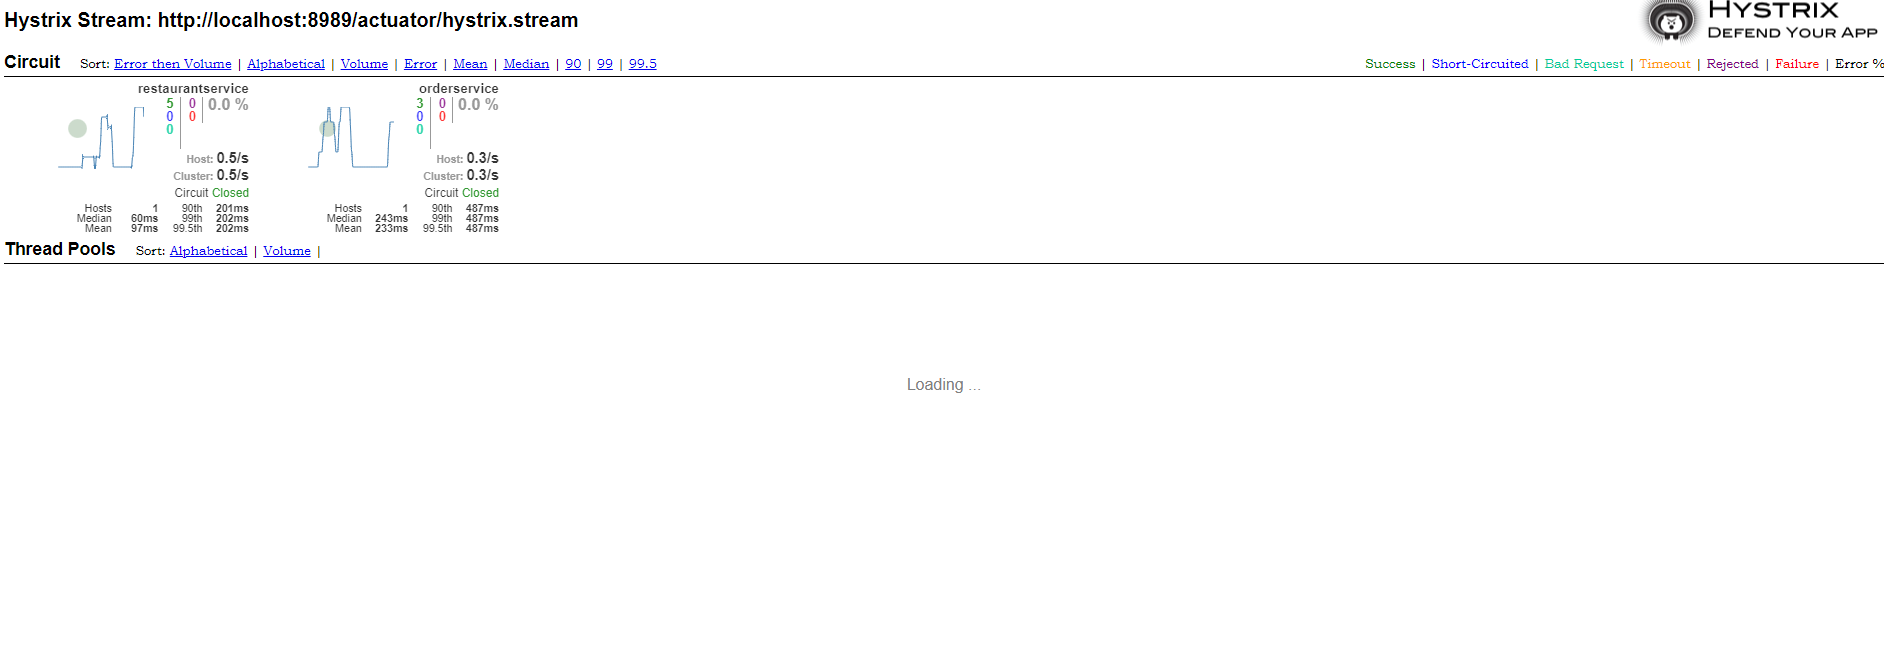 Hystrix Stream: http://localhost:8989/actuator/hystrix.stream
HYSTRIX
DEFEND YOUR APP
Circuit Sort: Error then Volume | Alphabetical | Volume | Error | Mean | Median | 90 | 99 | 99.5
Success | Short-Circuited | Bad Request | Timeout | Rejected | Failure | Error %
restaurantservice
5 0 0.0 %
0 0
0
Host: 0.5/s
Cluster: 0.5/s
Circuit Closed
Hosts 1 90th 201ms
Median 60ms 99th 202ms
Mean 97ms 99.5th 202ms
orderservice
3 0 0.0 %
0 0
0
Host: 0.3/s
Cluster: 0.3/s
Circuit Closed
Hosts 1 90th 487ms
Median 243ms 99th 487ms
Mean 233ms 99.5th 487ms
Thread Pools Sort: Alphabetical | Volume |
Loading ...